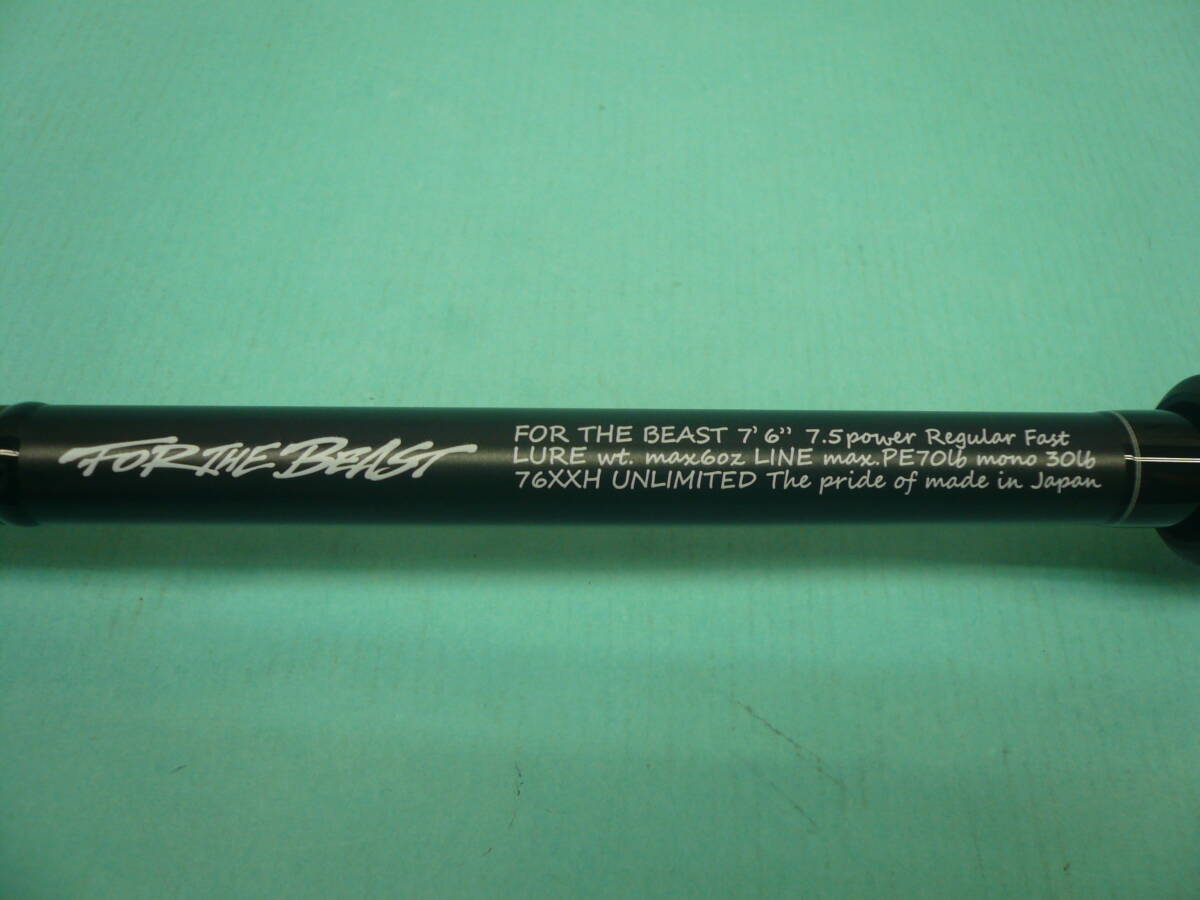 FOR THE BEAST
FOR THE BEAST 7'6" 7.5power Regular Fast
LURE wt. max6oz LINE max.PE70lb mono 30lb
76XXH UNLIMITED The pride of made in Japan